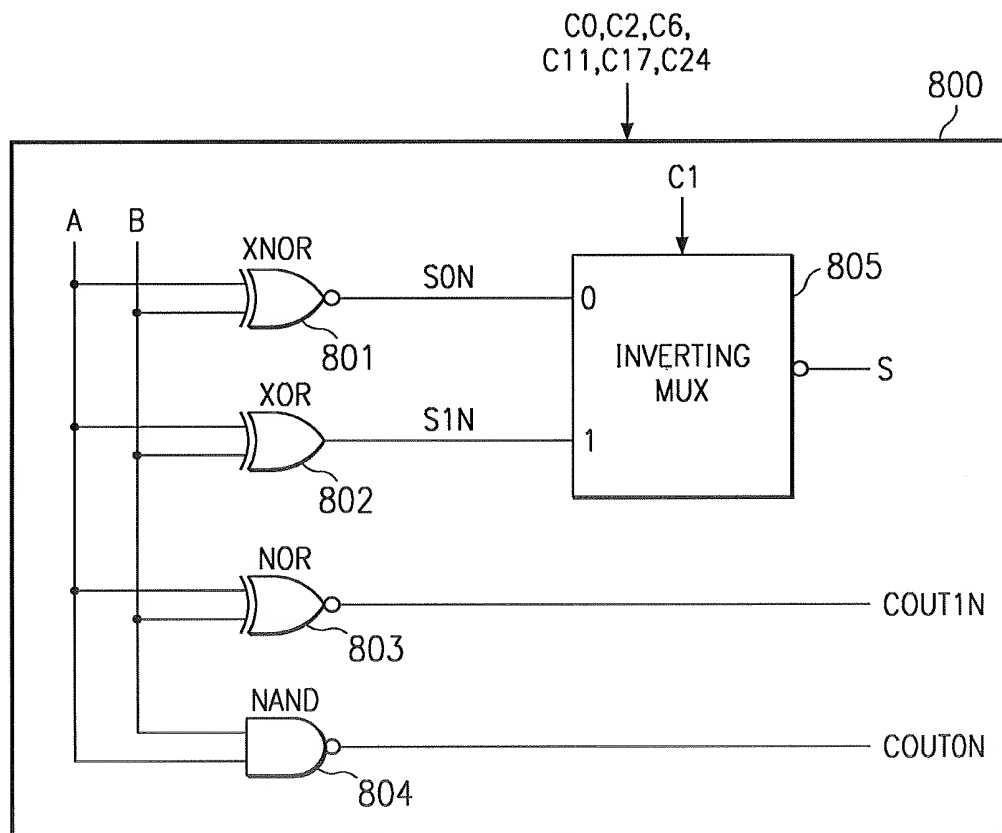 C0,C2,C6,
C11,C17,C24
800
C1
A B
XNOR
S0N
0
805
801
INVERTING
MUX
S
XOR
S1N
1
802
NOR
COUT1N
803
NAND
COUT0N
804